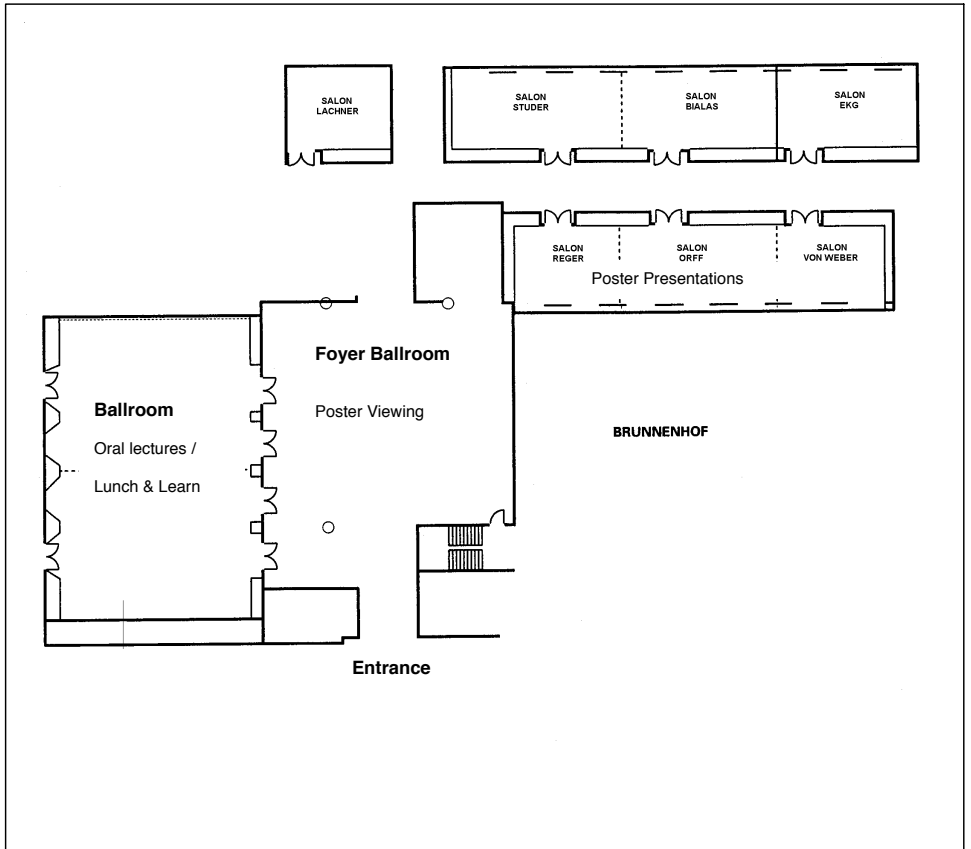 SALON
LACHNER
SALON
STUDER
SALON
BIALAS
SALON
EKG
SALON
REGER
SALON
ORFF
SALON
VON WEBER
Poster Presentations
Foyer Ballroom
Poster Viewing
Ballroom
Oral lectures /
Lunch & Learn
BRUNNENHOF
Entrance